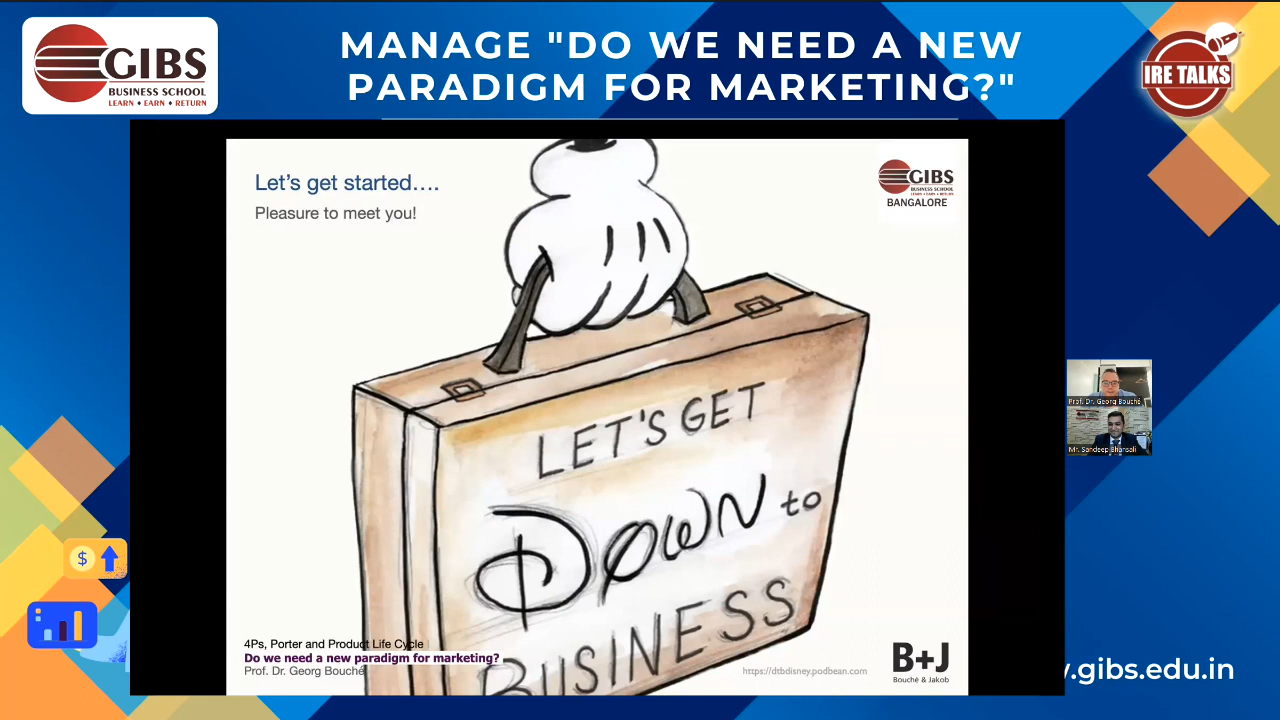 GIBS
BUSINESS SCHOOL
LEARN ♦ EARN ♦ RETURN
MANAGE "DO WE NEED A NEW
PARADIGM FOR MARKETING?"
IRE TALKS
Let's get started....
Pleasure to meet you!
GIBS
BUSINESS SCHOOL
LEARN ♦ EARN ♦ RETURN
BANGALORE
LET'S GET
DOWN to
BUSINESS
Prof. Dr. Georg Bouché
Mr. Sandeep Bhansali
$
4Ps, Porter and Product Life Cycle
Do we need a new paradigm for marketing?
Prof. Dr. Georg Bouché
https://dtbdisney.podbean.com
B+J
Bouché & Jakob
.gibs.edu.in